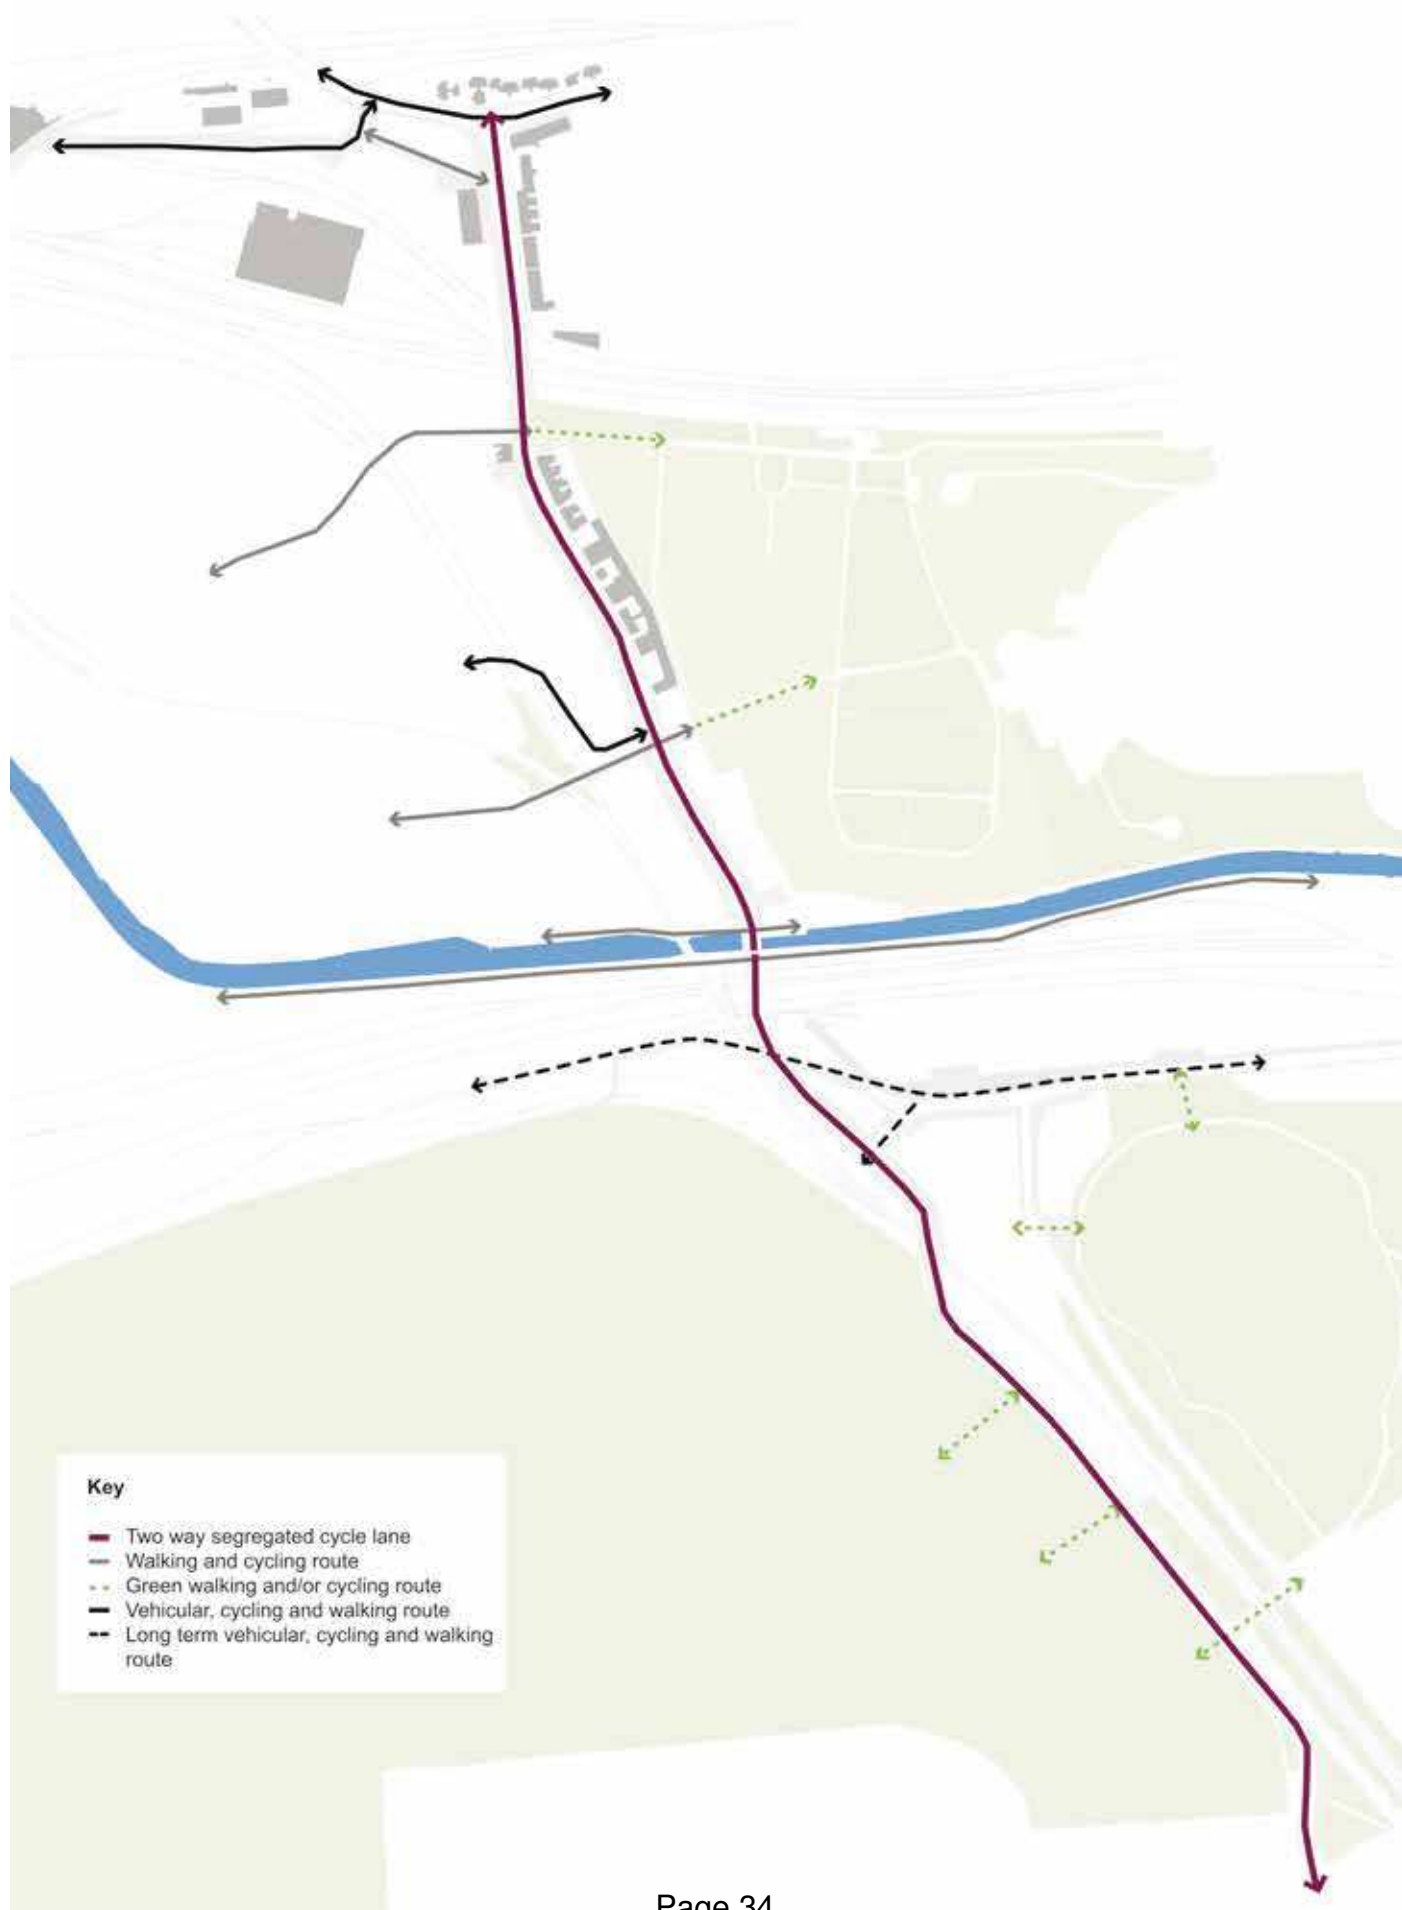 Key
Two way segregated cycle lane
Walking and cycling route
Green walking and/or cycling route
Vehicular, cycling and walking route
Long term vehicular, cycling and walking
route
Page 34